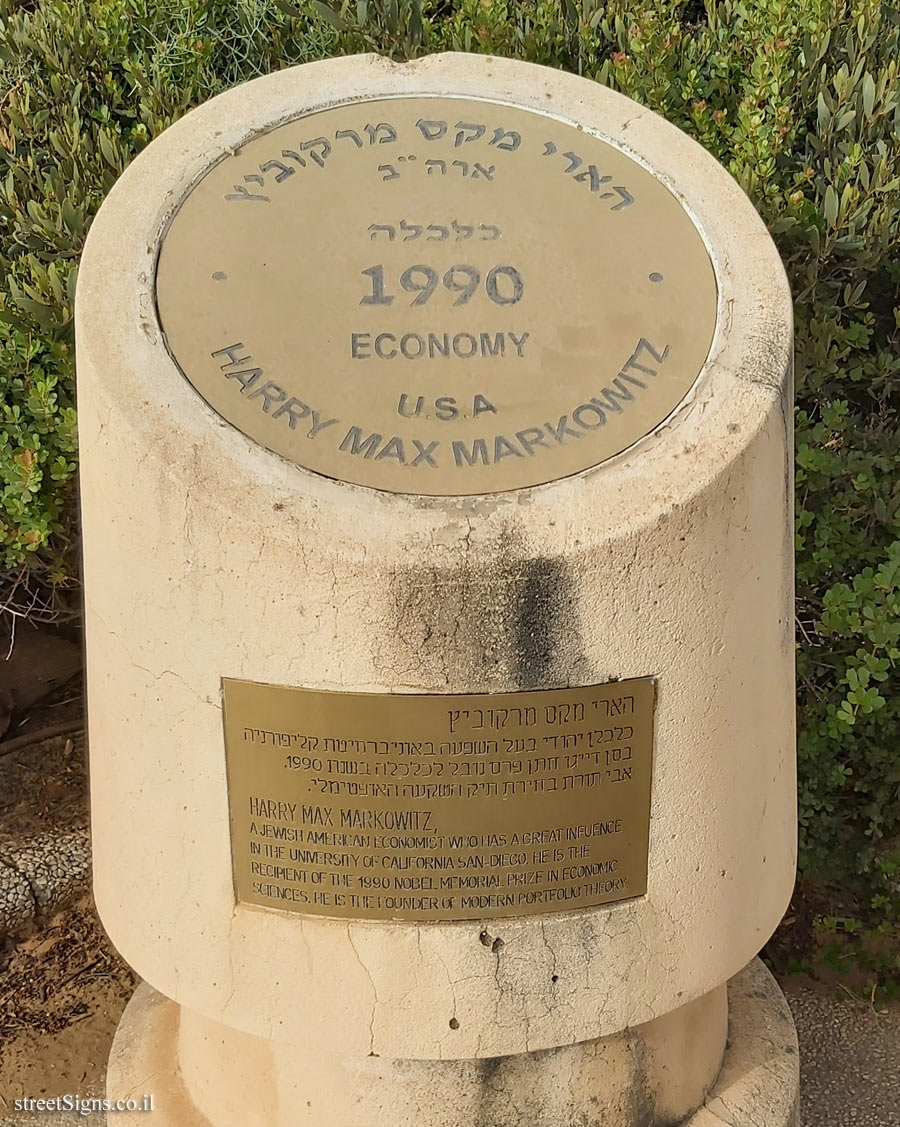 הארי מקס מרקוביץ
ארה"ב
כלכלה
1990
ECONOMY
U.S.A
HARRY MAX MARKOWITZ
הארי מקס מרקוביץ
כלכלן יהודי בעל השפעה באוניברסיטת קליפורניה
בסן דייגו חתן פרס נובל לכלכלה בשנת 1990.
אבי תורת בחירת תיק השקעה האופטימלי.
HARRY MAX MARKOWITZ,
A JEWISH AMERICAN ECONOMIST WHO HAS A GREAT INFUENCE
IN THE UNIVERSITY OF CALIFORNIA SAN-DIEGO. HE IS THE
RECIPIENT OF THE 1990 NOBEL MEMORIAL PRIZE IN ECONOMIC
SCIENCES. HE IS THE FOUNDER OF MODERN PORTFOLIO THEORY.
streetSigns.co.il